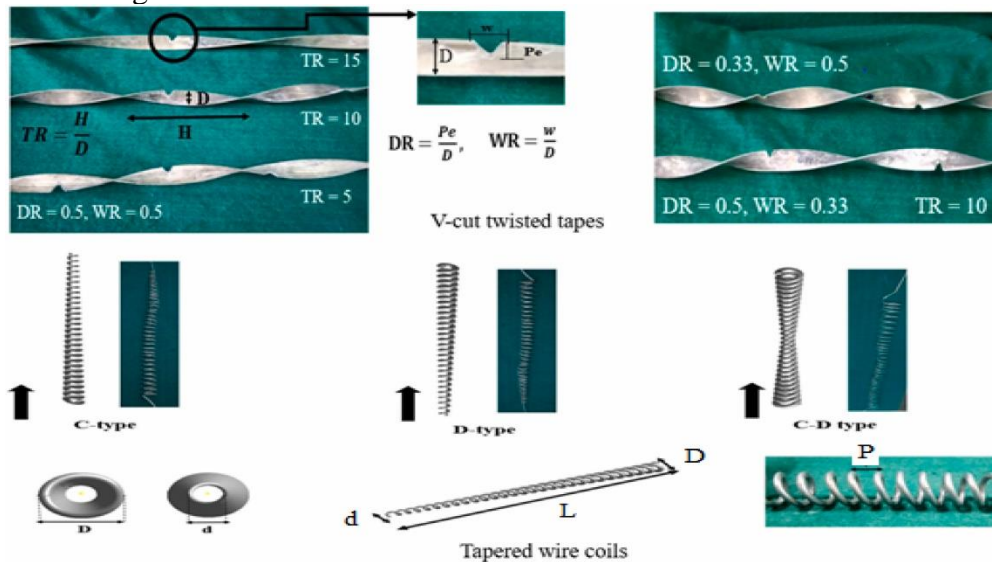 w
D
Pe
TR = 15
D
H
TR = H/D
TR = 10
TR = 5
DR = 0.5, WR = 0.5
DR = Pe/D, WR = w/D
DR = 0.33, WR = 0.5
DR = 0.5, WR = 0.33
TR = 10
V-cut twisted tapes
C-type
D-type
C-D type
D
d
d
L
D
P
Tapered wire coils